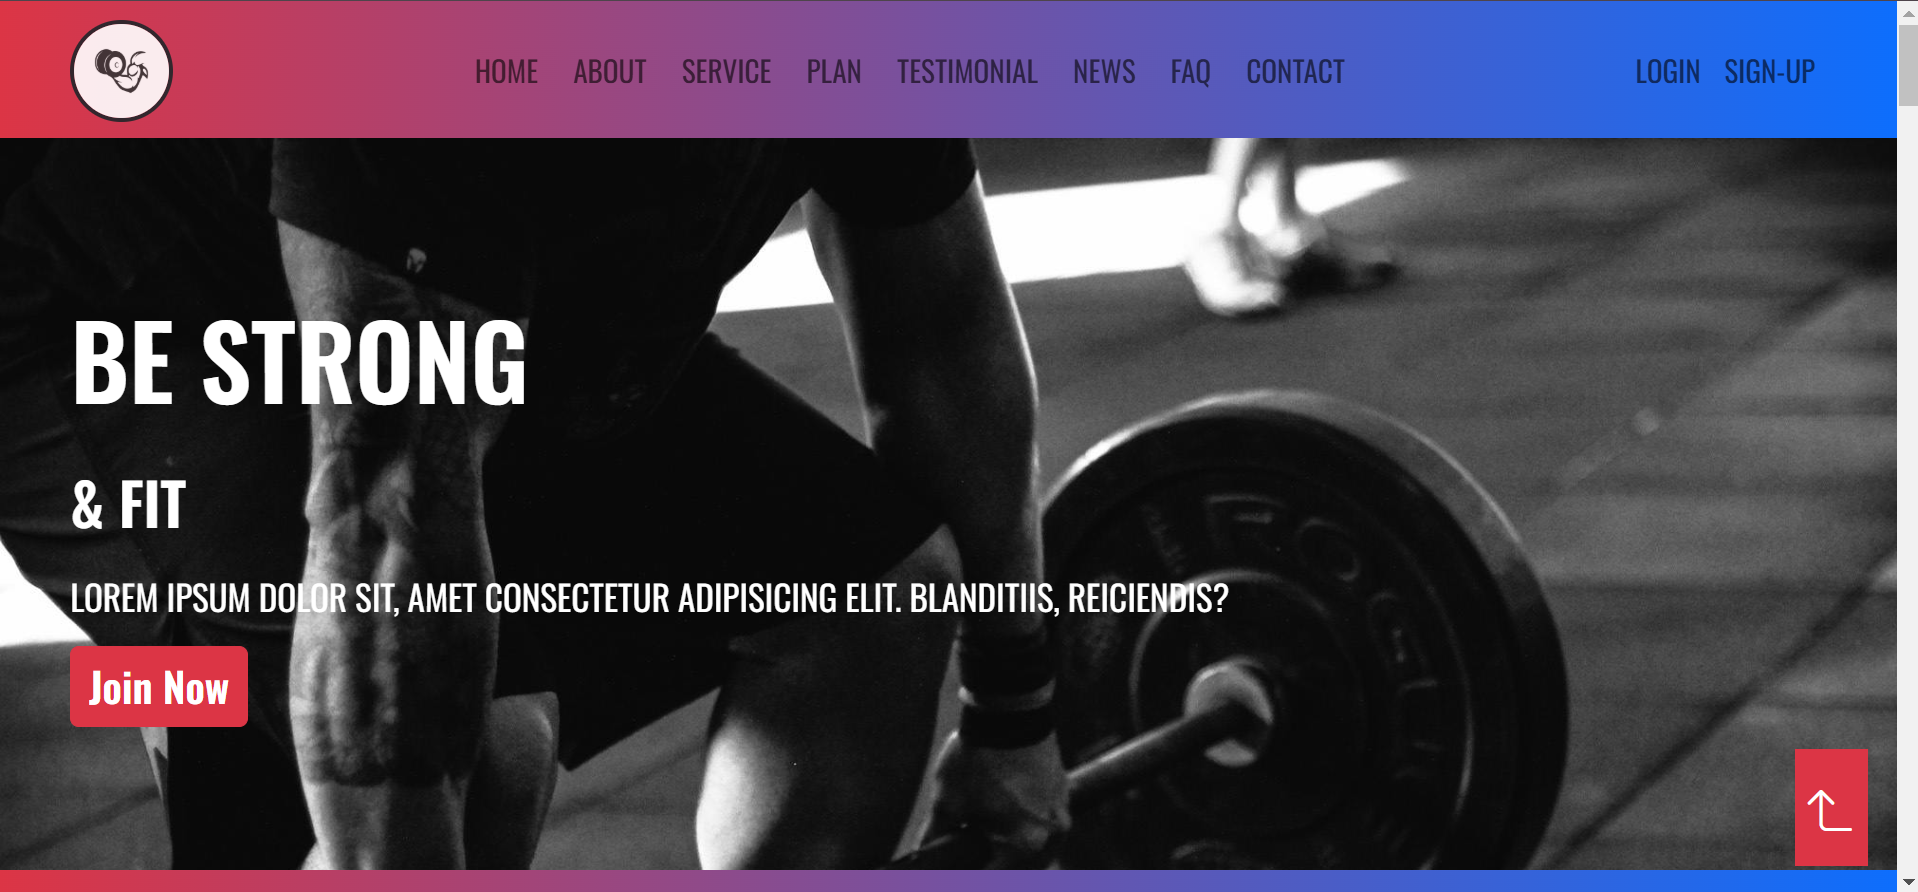 HOME ABOUT SERVICE PLAN TESTIMONIAL NEWS FAQ CONTACT LOGIN SIGN-UP
BE STRONG
& FIT
LOREM IPSUM DOLOR SIT, AMET CONSECTETUR ADIPISICING ELIT. BLANDITIIS, REICIENDIS?
Join Now